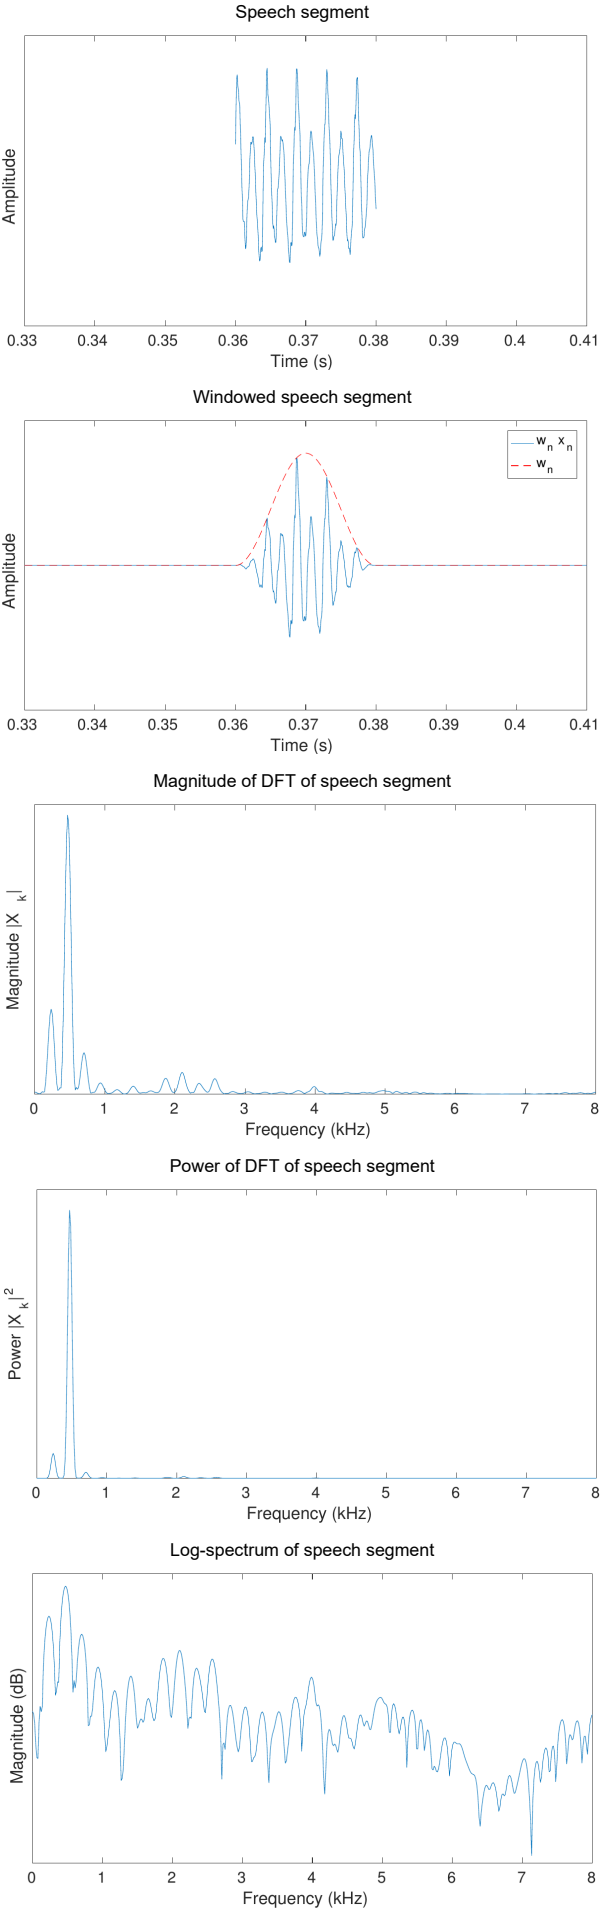 Speech segment
Amplitude
0.33 0.34 0.35 0.36 0.37 0.38 0.39 0.4 0.41
Time (s)
Windowed speech segment
w n x n
w n
Amplitude
0.33 0.34 0.35 0.36 0.37 0.38 0.39 0.4 0.41
Time (s)
Magnitude of DFT of speech segment
Magnitude |X k|
0 1 2 3 4 5 6 7 8
Frequency (kHz)
Power of DFT of speech segment
Power |X k|2
0 1 2 3 4 5 6 7 8
Frequency (kHz)
Log-spectrum of speech segment
Magnitude (dB)
0 1 2 3 4 5 6 7 8
Frequency (kHz)